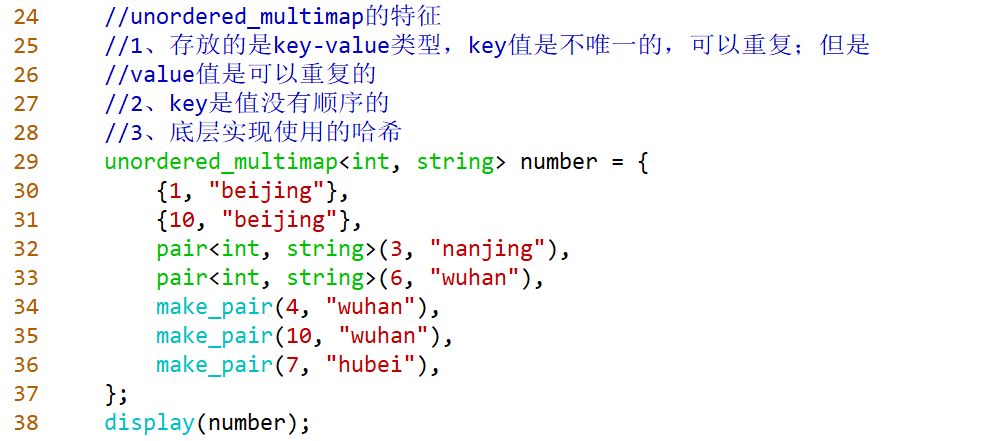 24 //unordered_multimap的特征
25 //1、存放的是key-value类型，key值是不唯一的，可以重复；但是
26 //value值是可以重复的
27 //2、key是值没有顺序的
28 //3、底层实现使用的哈希
29 unordered_multimap<int, string> number = {
30 {1, "beijing"},
31 {10, "beijing"},
32 pair<int, string>(3, "nanjing"),
33 pair<int, string>(6, "wuhan"),
34 make_pair(4, "wuhan"),
35 make_pair(10, "wuhan"),
36 make_pair(7, "hubei"),
37 };
38 display(number);